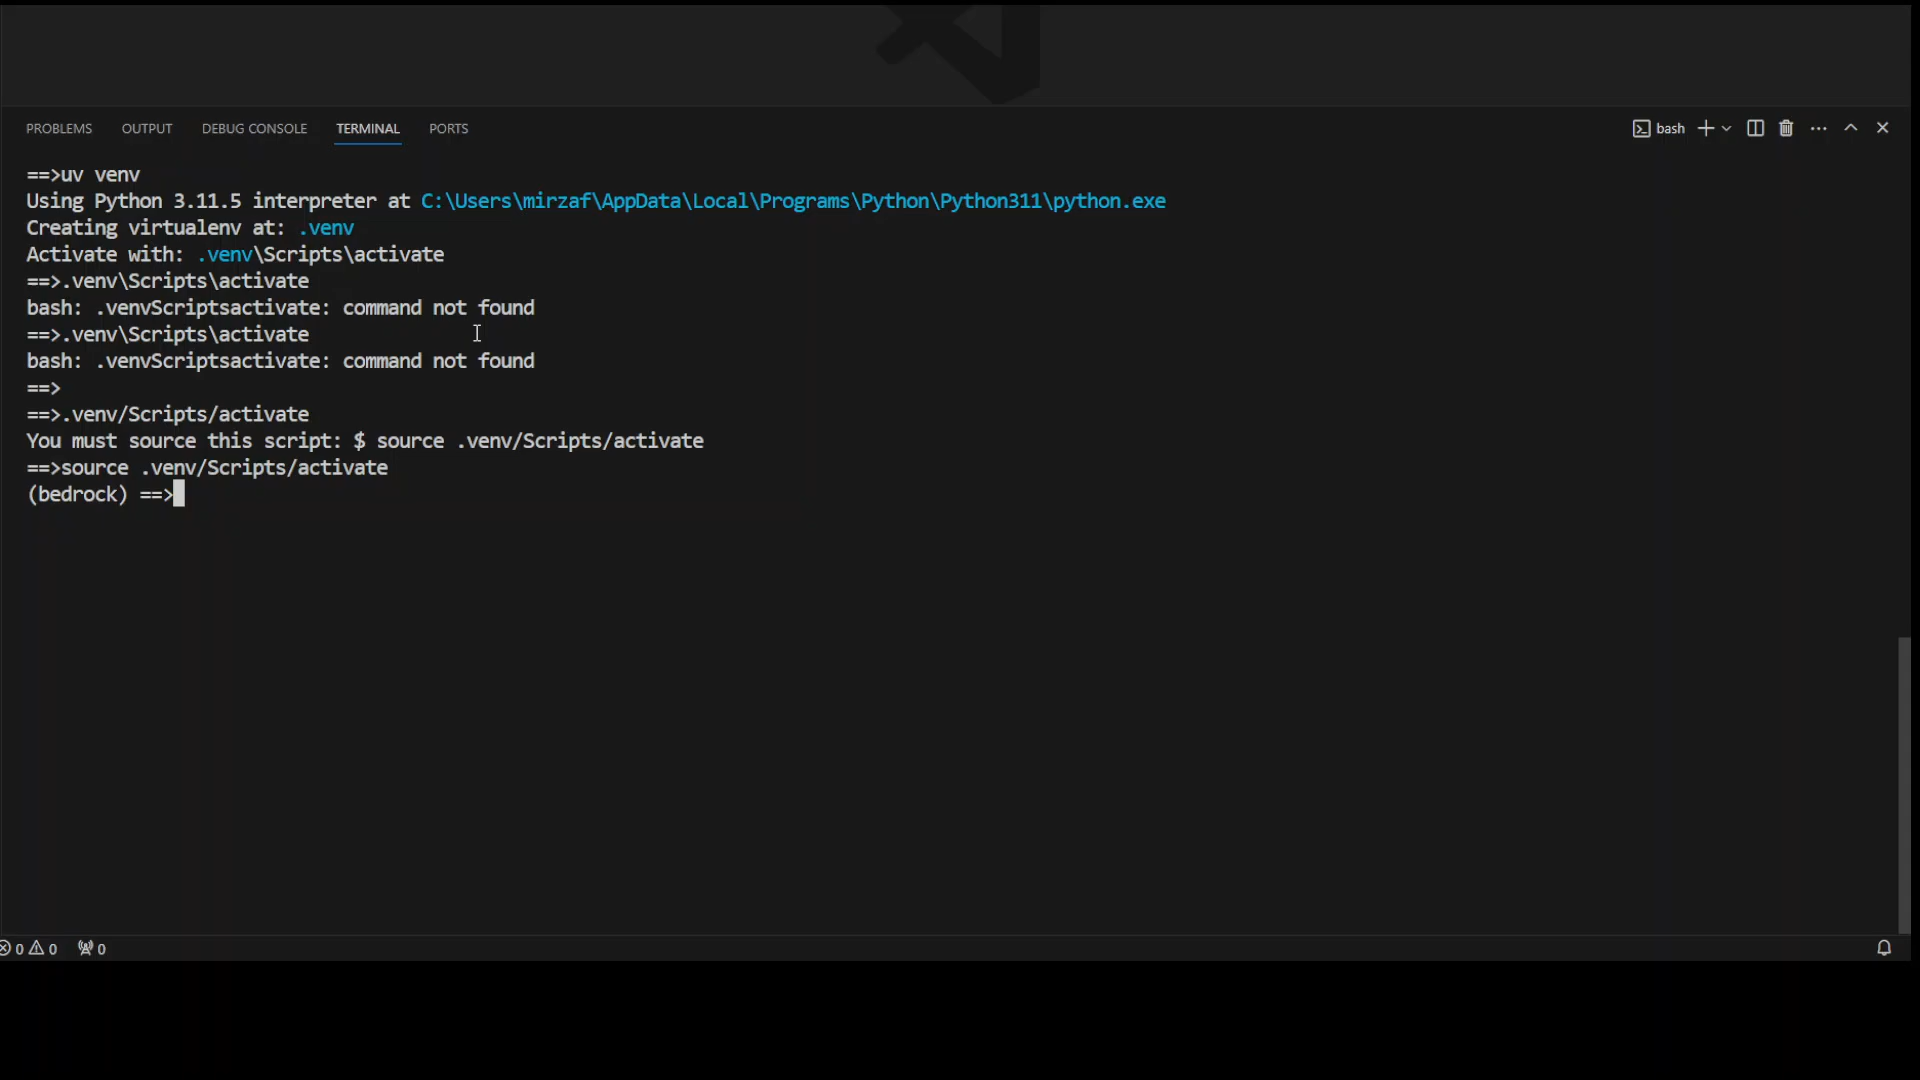 PROBLEMS OUTPUT DEBUG CONSOLE TERMINAL PORTS bash
==>uv venv
Using Python 3.11.5 interpreter at C:\Users\mirzaf\AppData\Local\Programs\Python\Python311\python.exe
Creating virtualenv at: .venv
Activate with: .venv\Scripts\activate
==>.venv\Scripts\activate
bash: .venvScriptsactivate: command not found
==>.venv\Scripts\activate
bash: .venvScriptsactivate: command not found
==>
==>.venv/Scripts/activate
You must source this script: $ source .venv/Scripts/activate
==>source .venv/Scripts/activate
(bedrock) ==>
0 0 0